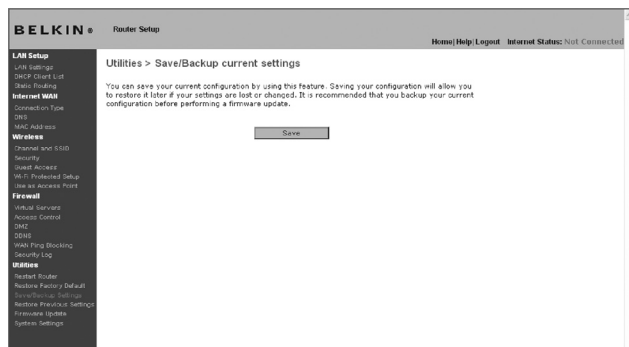 BELKIN®
Router Setup
Home|Help|Logout Internet Status: Not Connected
LAN Setup
LAN Settings
DHCP Client List
Static Routing
Internet WAN
Connection Type
DNS
MAC Address
Wireless
Channel and SSID
Security
Guest Access
Wi-Fi Protected Setup
Use as Access Point
Firewall
Virtual Servers
Access Control
DMZ
DDNS
WAN Ping Blocking
Security Log
Utilities
Restart Router
Restore Factory Default
Save/Backup Settings
Restore Previous Settings
Firmware Update
System Settings
Utilities > Save/Backup current settings
You can save your current configuration by using this feature. Saving your configuration will allow you
to restore it later if your settings are lost or changed. It is recommended that you backup your current
configuration before performing a firmware update.
Save